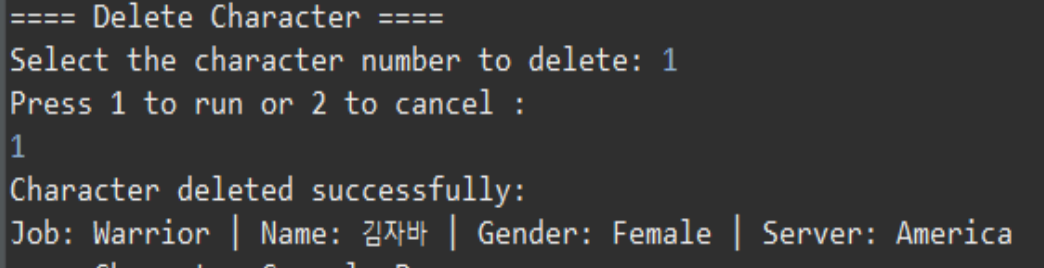 ==== Delete Character ====
Select the character number to delete: 1
Press 1 to run or 2 to cancel :
1
Character deleted successfully:
Job: Warrior | Name: 김자바 | Gender: Female | Server: America